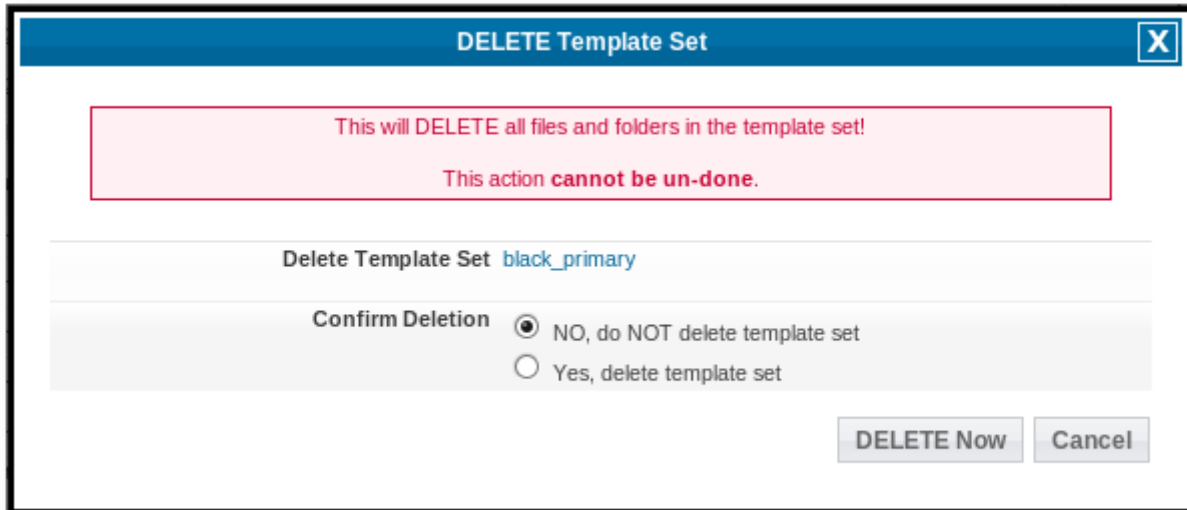 DELETE Template Set X
This will DELETE all files and folders in the template set!
This action cannot be un-done.
Delete Template Set black_primary
Confirm Deletion NO, do NOT delete template set
Yes, delete template set
DELETE Now Cancel